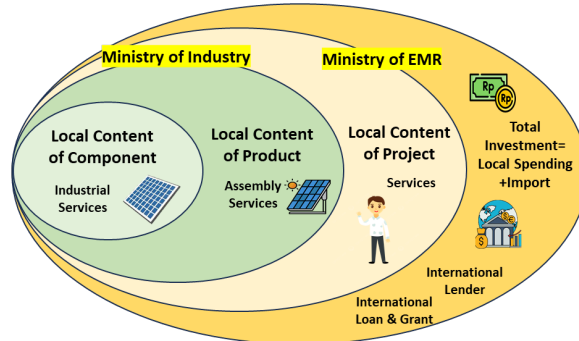 Ministry of Industry
Ministry of EMR
Local Content
of Component
Industrial
Services
Local Content
of Product
Assembly
Services
Local Content
of Project
Services
Rp
Rp
Total
Investment=
Local Spending
+Import
International
Lender
International
Loan & Grant